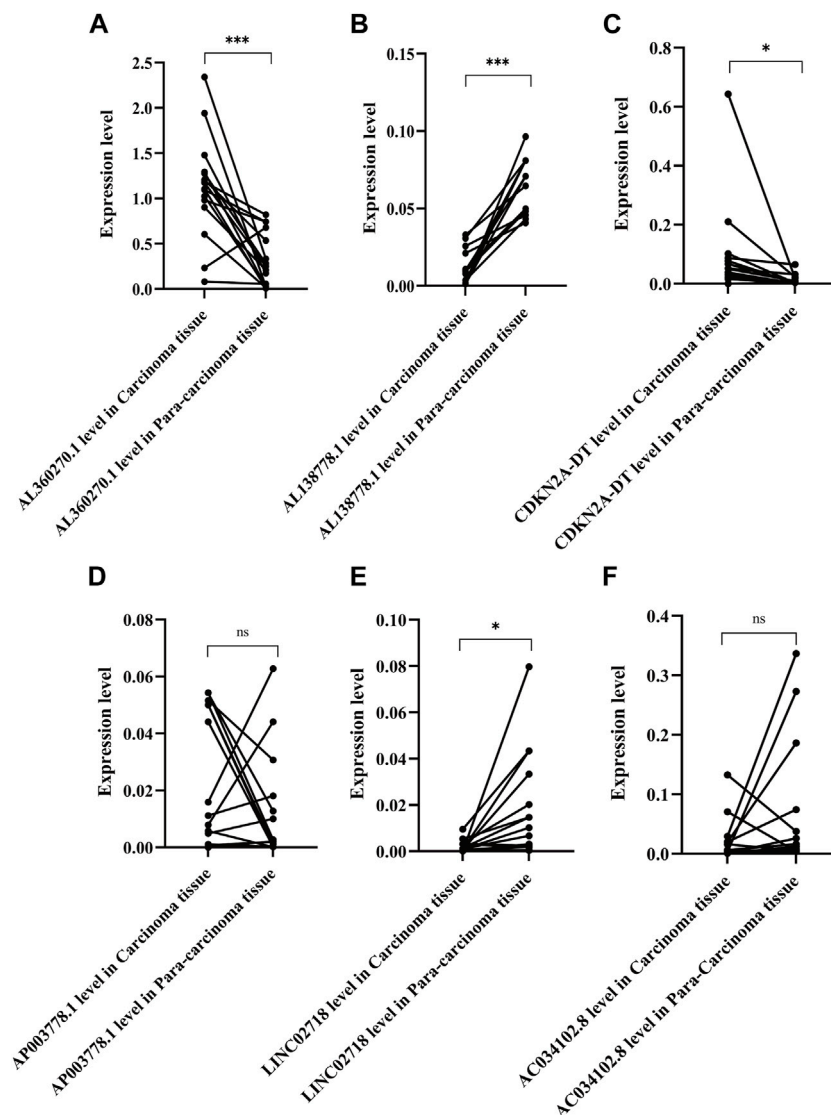 A
***
Expression level
2.5
2.0
1.5
1.0
0.5
0.0
AL360270.1 level in Carcinoma tissue
AL360270.1 level in Para-carcinoma tissue
B
***
Expression level
0.15
0.10
0.05
0.00
AL138778.1 level in Carcinoma tissue
AL138778.1 level in Para-carcinoma tissue
C
*
Expression level
0.8
0.6
0.4
0.2
0.0
CDKN2A-DT level in Carcinoma tissue
CDKN2A-DT level in Para-carcinoma tissue
D
ns
Expression level
0.08
0.06
0.04
0.02
0.00
AP003778.1 level in Carcinoma tissue
AP003778.1 level in Para-carcinoma tissue
E
*
Expression level
0.10
0.08
0.06
0.04
0.02
0.00
LINC02718 level in Carcinoma tissue
LINC02718 level in Para-carcinoma tissue
F
ns
Expression level
0.4
0.3
0.2
0.1
0.0
AC034102.8 level in Carcinoma tissue
AC034102.8 level in Para-Carcinoma tissue